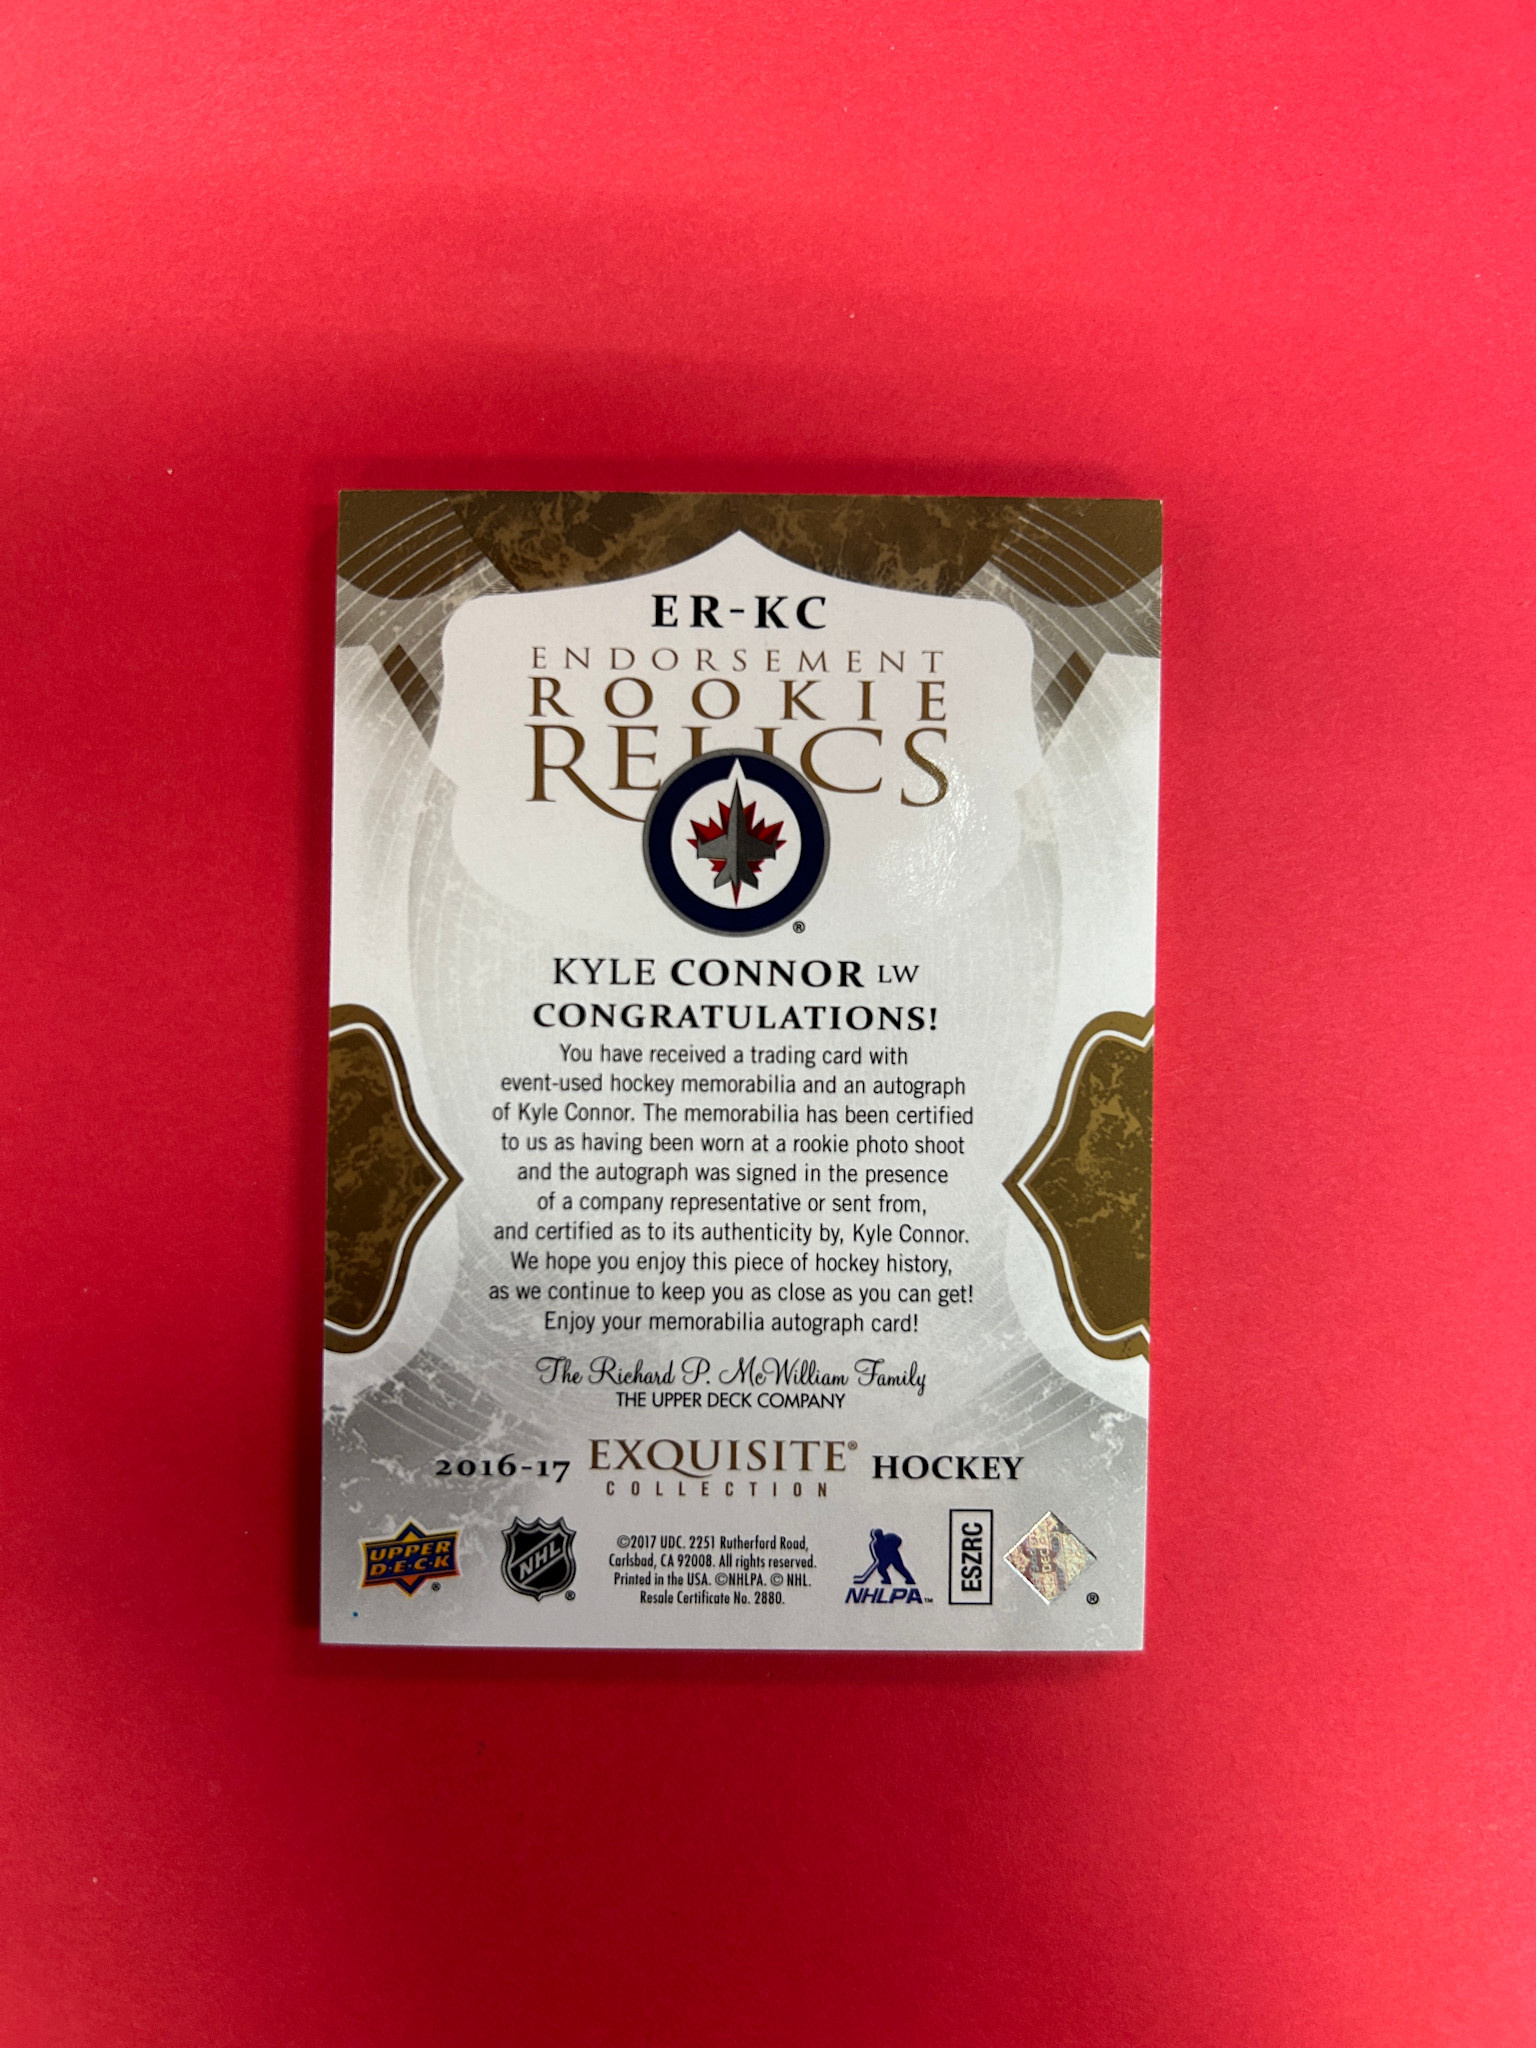 ER-KC
ENDORSEMENT
ROOKIE
RELICS
®
KYLE CONNOR LW
CONGRATULATIONS!
You have received a trading card with
event-used hockey memorabilia and an autograph
of Kyle Connor. The memorabilia has been certified
to us as having been worn at a rookie photo shoot
and the autograph was signed in the presence
of a company representative or sent from,
and certified as to its authenticity by, Kyle Connor.
We hope you enjoy this piece of hockey history,
as we continue to keep you as close as you can get!
Enjoy your memorabilia autograph card!
The Richard P. McWilliam Family
THE UPPER DECK COMPANY
2016-17 EXQUISITE® HOCKEY
COLLECTION
UPPER
D·E·C·K
®
NHL
®
©2017 UDC. 2251 Rutherford Road,
Carlsbad, CA 92008. All rights reserved.
Printed in the USA. ©NHLPA. © NHL.
Resale Certificate No. 2880.
NHLPA™
ESZRC
®